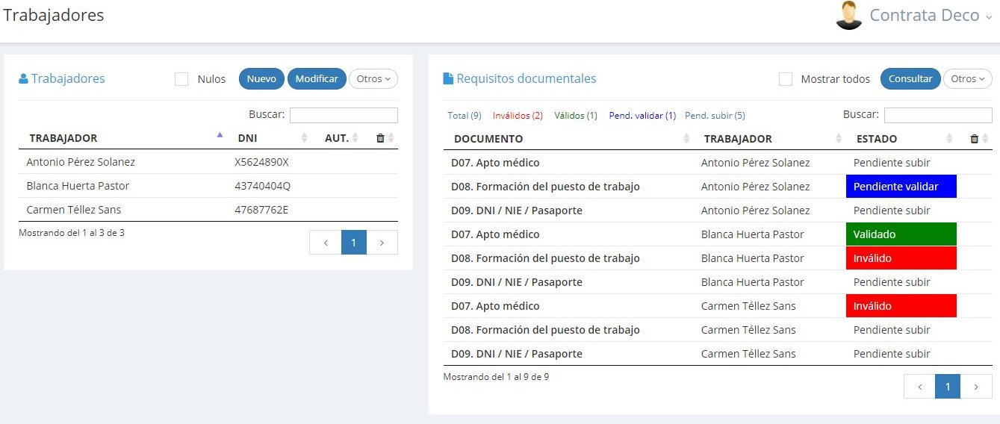 Trabajadores
Contrata Deco
Trabajadores
Nulos
Nuevo
Modificar
Otros
Buscar:
TRABAJADOR DNI AUT.
Antonio Pérez Solanez X5624890X
Blanca Huerta Pastor 43740404Q
Carmen Téllez Sans 47687762E
Mostrando del 1 al 3 de 3
‹ 1 ›
Requisitos documentales
Mostrar todos
Consultar
Otros
Total (9) Inválidos (2) Válidos (1) Pend. validar (1) Pend. subir (5)
Buscar:
DOCUMENTO TRABAJADOR ESTADO
D07. Apto médico Antonio Pérez Solanez Pendiente subir
D08. Formación del puesto de trabajo Antonio Pérez Solanez Pendiente validar
D09. DNI / NIE / Pasaporte Antonio Pérez Solanez Pendiente subir
D07. Apto médico Blanca Huerta Pastor Validado
D08. Formación del puesto de trabajo Blanca Huerta Pastor Inválido
D09. DNI / NIE / Pasaporte Blanca Huerta Pastor Pendiente subir
D07. Apto médico Carmen Téllez Sans Inválido
D08. Formación del puesto de trabajo Carmen Téllez Sans Pendiente subir
D09. DNI / NIE / Pasaporte Carmen Téllez Sans Pendiente subir
Mostrando del 1 al 9 de 9
‹ 1 ›